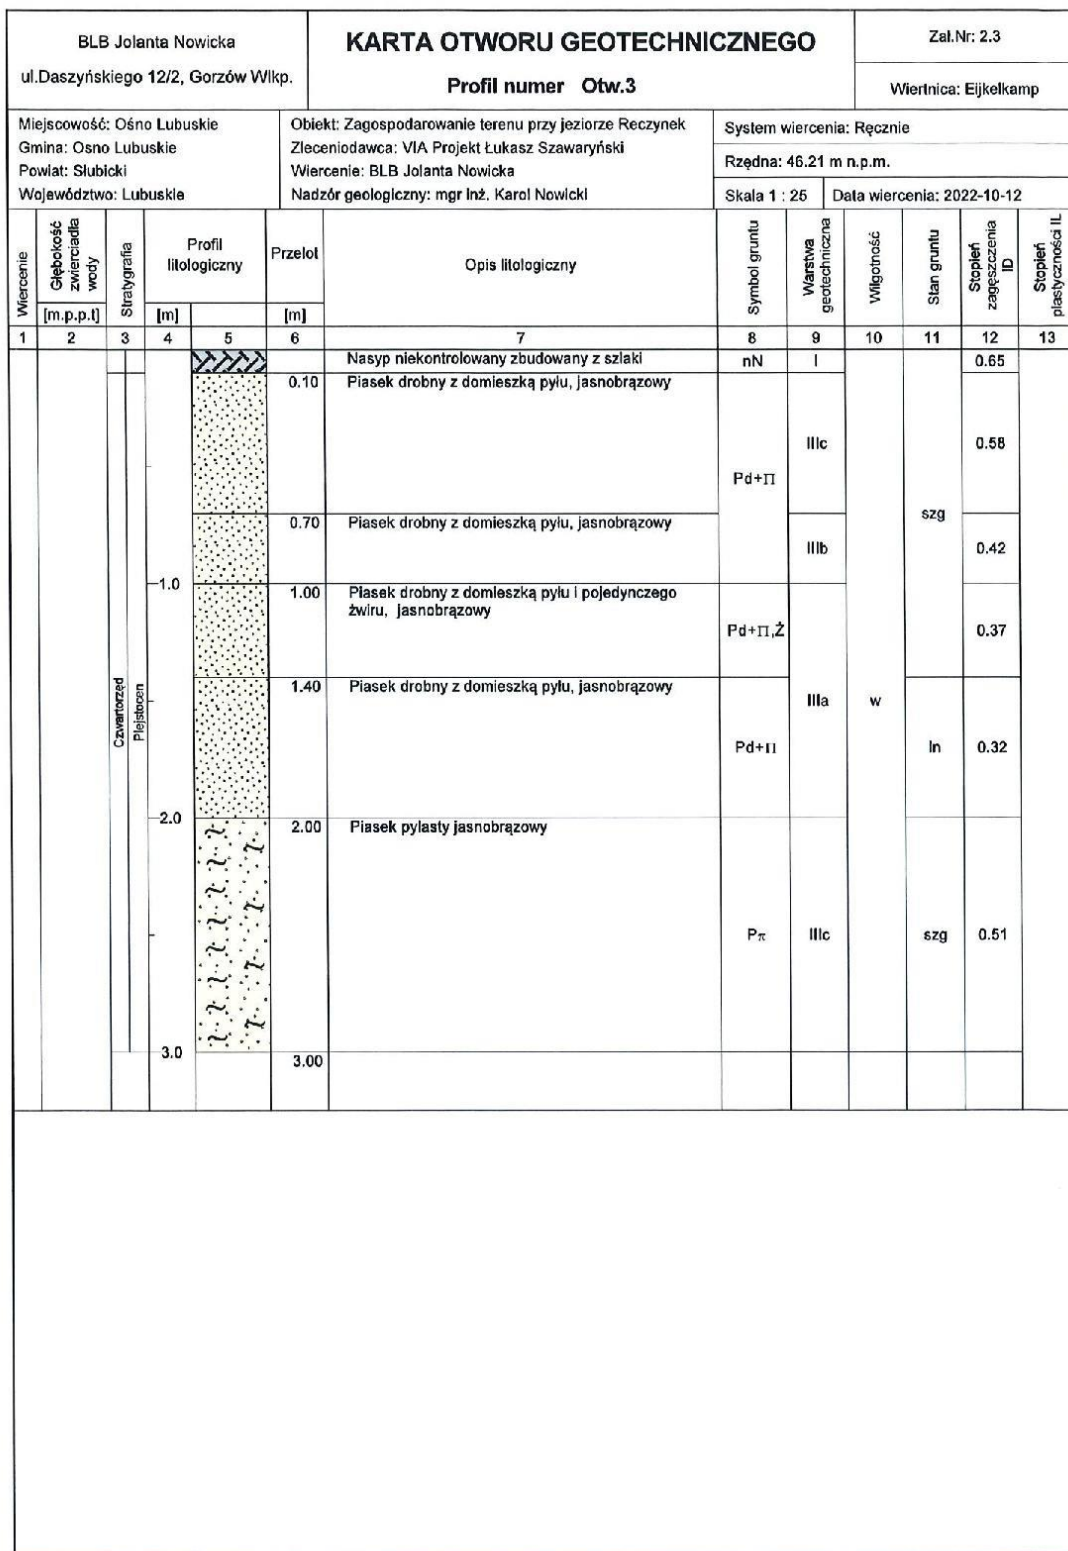 BLB Jolanta Nowicka
ul.Daszyńskiego 12/2, Gorzów Wlkp.
KARTA OTWORU GEOTECHNICZNEGO
Profil numer Otw.3
Zał.Nr: 2.3
Wiertnica: Eijkelkamp
Miejscowość: Ośno Lubuskie
Gmina: Osno Lubuskie
Powiat: Słubicki
Województwo: Lubuskie
Obiekt: Zagospodarowanie terenu przy jeziorze Reczynek
Zleceniodawca: VIA Projekt Łukasz Szawaryński
Wiercenie: BLB Jolanta Nowicka
Nadzór geologiczny: mgr inż. Karol Nowicki
System wiercenia: Ręcznie
Rzędna: 46.21 m n.p.m.
Skala 1 : 25
Data wiercenia: 2022-10-12
Wiercenie
Głębokość
zwierciadła
wody
[m.p.p.t]
Stratygrafia
Profil
litologiczny
[m]
Przelot
[m]
Opis litologiczny
Symbol gruntu
Warstwa
geotechniczna
Wilgotność
Stan gruntu
Stopień
zagęszczenia
ID
Stopień
plastyczności IL
1 2 3 4 5 6 7 8 9 10 11 12 13
Nasyp niekontrolowany zbudowany z szlaki nN I 0.65
0.10 Piasek drobny z domieszką pyłu, jasnobrązowy
IIIc 0.58
Pd+Π
szg
0.70 Piasek drobny z domieszką pyłu, jasnobrązowy
IIIb 0.42
1.0
1.00 Piasek drobny z domieszką pyłu i pojedynczego
żwiru, jasnobrązowy
Pd+Π,Ż 0.37
1.40 Piasek drobny z domieszką pyłu, jasnobrązowy
Czwartorzęd
Plejstocen
IIIa w
Pd+Π ln 0.32
2.0
2.00 Piasek pylasty jasnobrązowy
Pπ IIIc szg 0.51
3.0
3.00